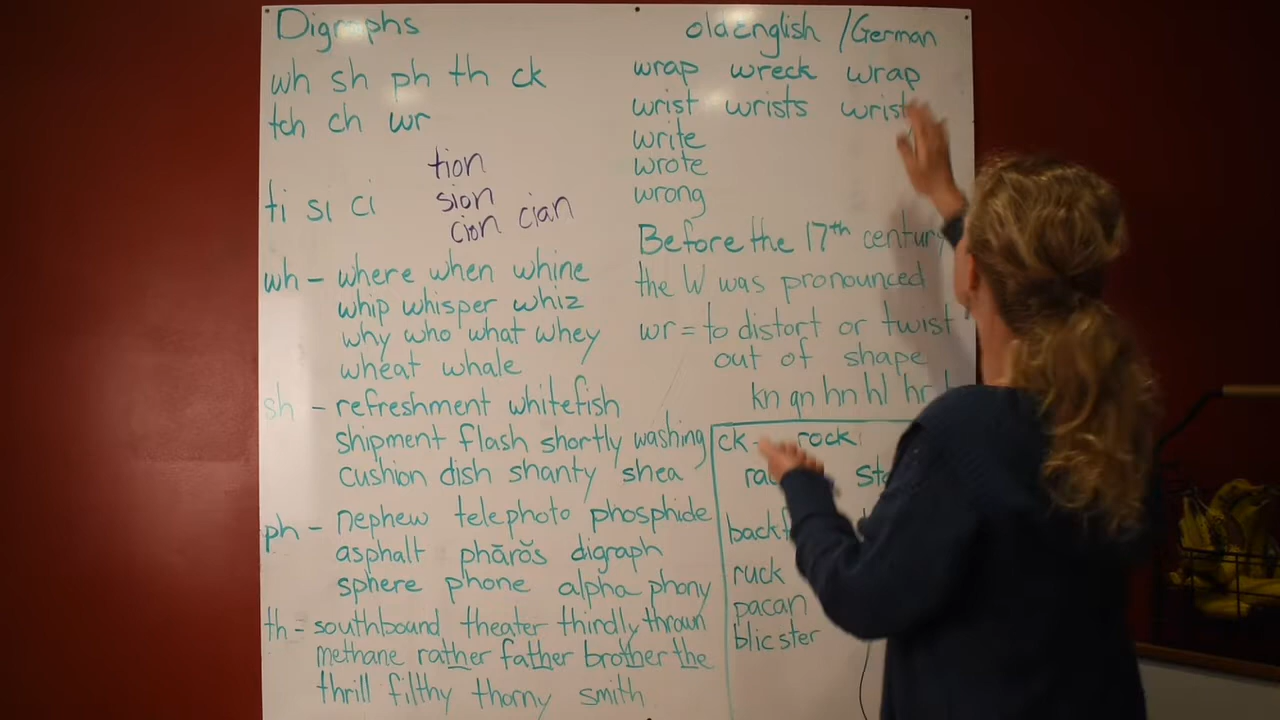 Digraphs
wh sh ph th ck
tch ch wr
tion
ti si ci sion
cion cian
wh - where when whine
whip whisper whiz
why who what whey
wheat whale
sh - refreshment whitefish
shipment flash shortly washing
cushion dish shanty shea
ph - nephew telephoto phosphide
asphalt phārŏs digraph
sphere phone alpha phony
th - southbound theater thirdly thrown
methane rather father brother the
thrill filthy thorny smith
old English / German
wrap wreck wrap
wrist wrists wrist
write
wrote
wrong
Before the 17th century
the W was pronounced
wr = to distort or twist
out of shape
kn gn hn hl hr
ck - rock
ruck
pacan
blicster